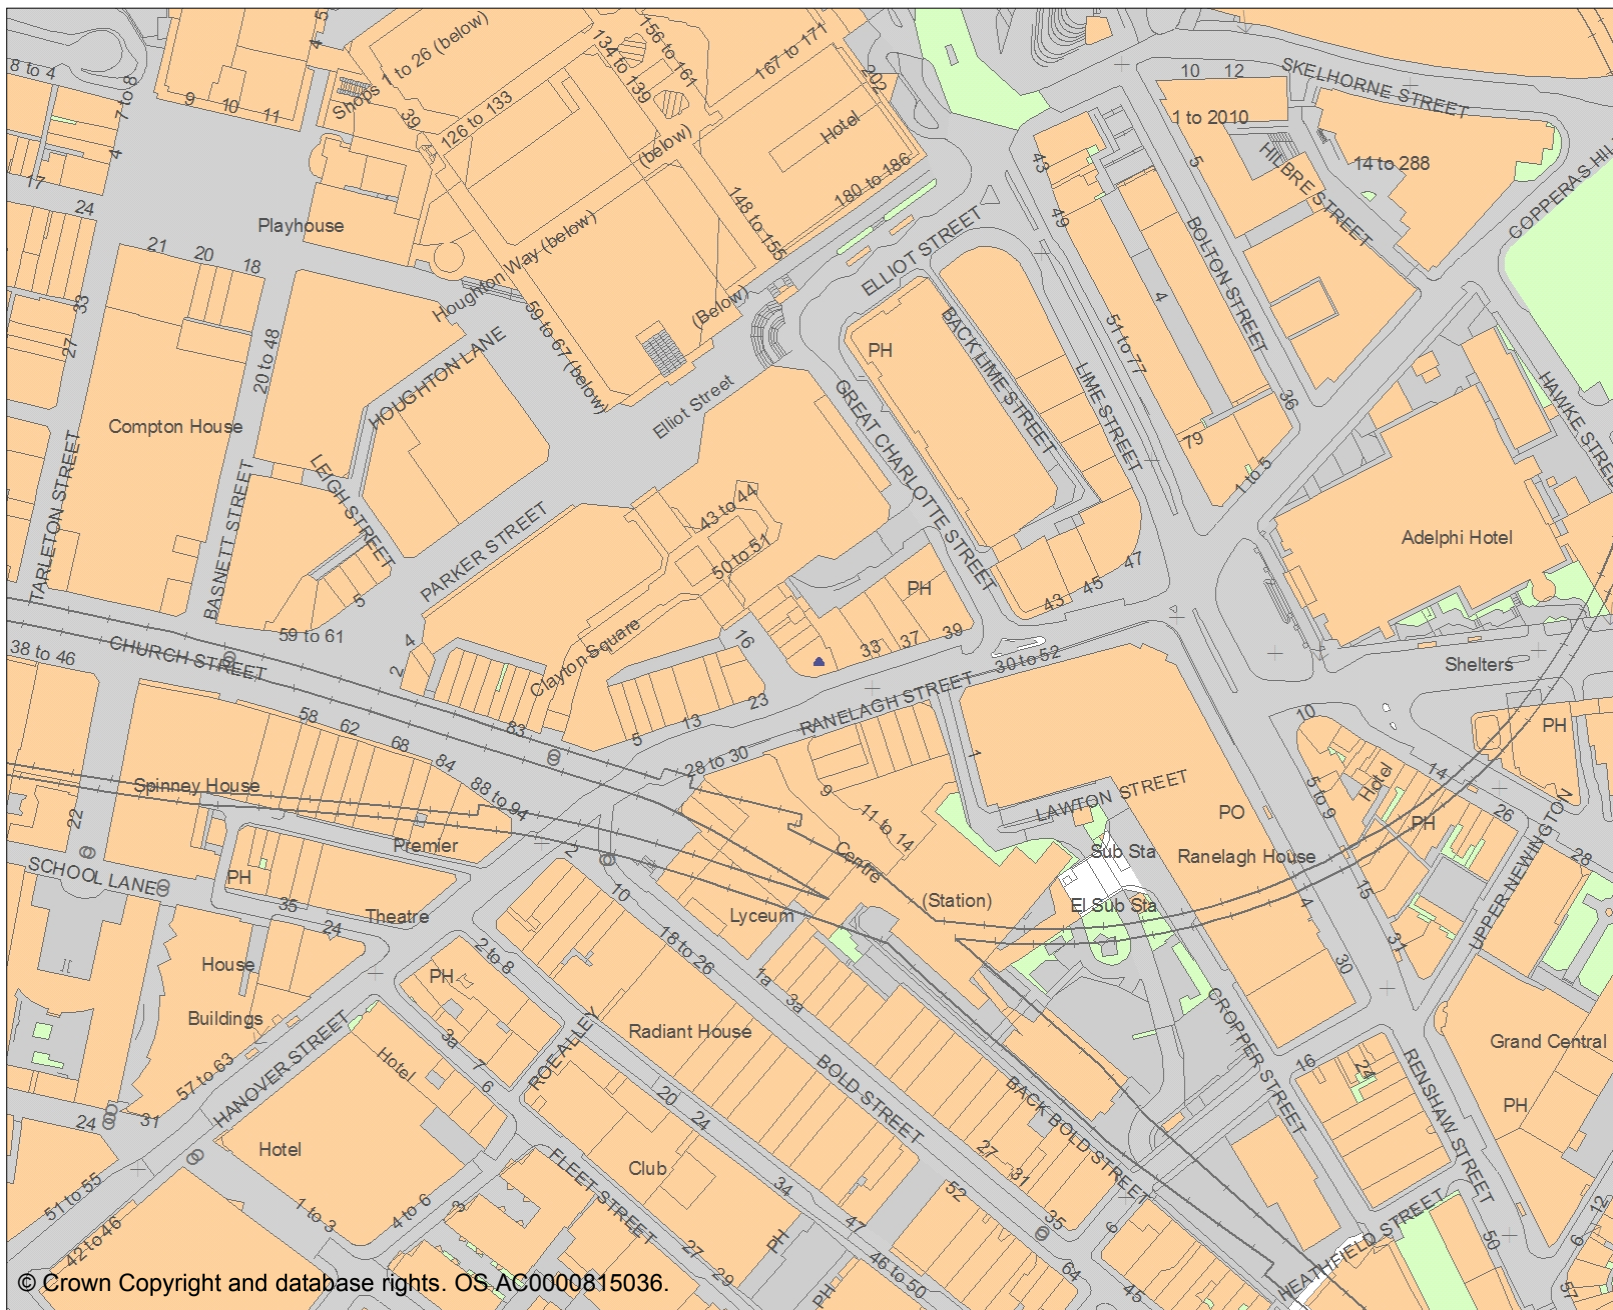 8 to 4
7 to 8
4
17
24
9
10
11
5
4
Shops
1 to 26 (below)
39
126 to 133
134 to 139
156 to 161
167 to 171
202
Hotel
(below)
180 to 186
148 to 155
Playhouse
Houghton Way (below)
59 to 67 (below)
(Below)
Elliot Street
ELLIOT STREET
10
12
SKELHORNE STREET
1 to 2010
5
HILBRE STREET
14 to 288
COPPERAS HIL
43
49
BOLTON STREET
4
51 to 77
36
79
1 to 5
HAWKE STREET
21
20
18
33
27
20 to 48
Compton House
HOUGHTON LANE
LEIGH STREET
TARLETON STREET
BASNETT STREET
PARKER STREET
PH
BACK LIME STREET
LIME STREET
GREAT CHARLOTTE STREET
43 to 44
50 to 51
Adelphi Hotel
PH
43
45
47
5
59 to 61
38 to 46
CHURCH STREET
4
2
Clayton Square
16
33
37
39
30 to 52
Shelters
23
13
5
RANELAGH STREET
28 to 30
58
62
68
83
84
88 to 94
Spinney House
22
SCHOOL LANE
PH
35
24
Premier
Theatre
2
10
9
11 to 14
Centre
(Station)
Lyceum
1
LAWTON STREET
PO
Ranelagh House
Sub Sta
El Sub Sta
10
5 to 9
Hotel
14
PH
PH
26
28
UPPER NEWINGTON
15
31
4
30
18 to 26
1a
3a
House
Buildings
57 to 63
HANOVER STREET
PH
2 to 8
3a
7
6
ROE ALLEY
Hotel
Radiant House
BOLD STREET
BACK BOLD STREET
CROPPER STREET
16
24
RENSHAW STREET
Grand Central
PH
24
31
Hotel
51 to 55
42 to 46
1 to 3
4 to 6
3
FLEET STREET
Club
20
24
34
27
29
PH
PH
47
46 to 50
52
27
31
35
6
64
45
HEATHFIELD STREET
50
12
6
57
© Crown Copyright and database rights. OS AC0000815036.